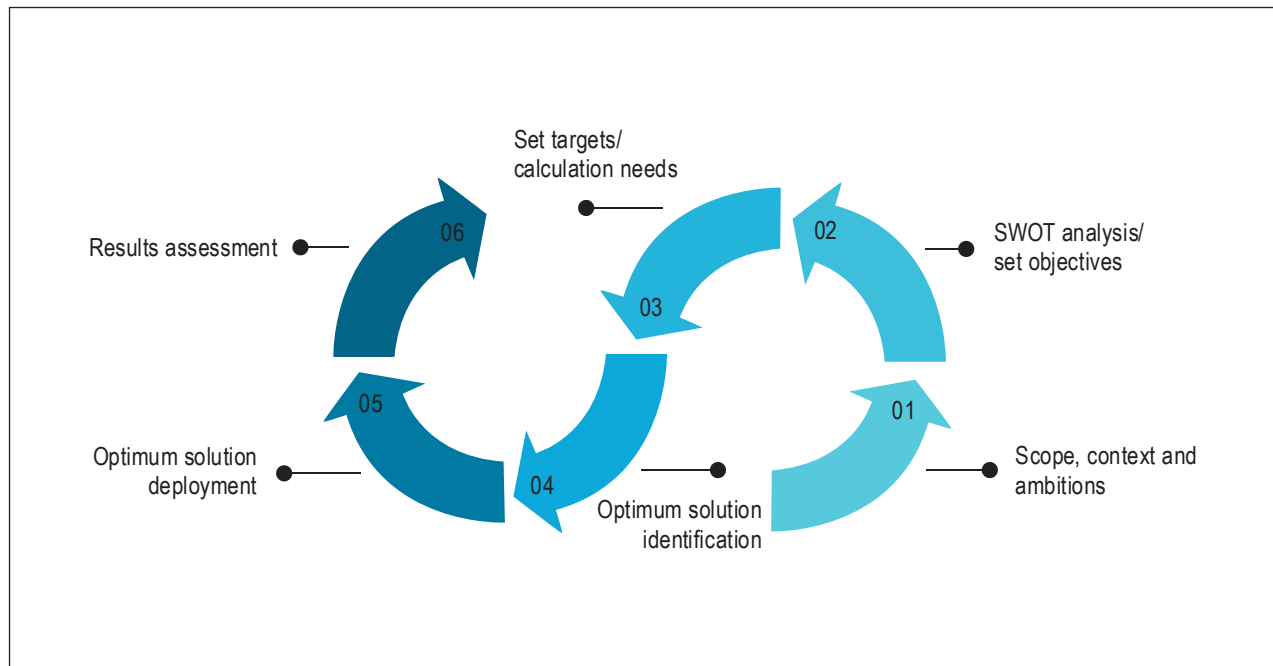 Set targets/
calculation needs
06
02
Results assessment
SWOT analysis/
set objectives
03
05
01
Optimum solution
deployment
04
Optimum solution
identification
Scope, context and
ambitions